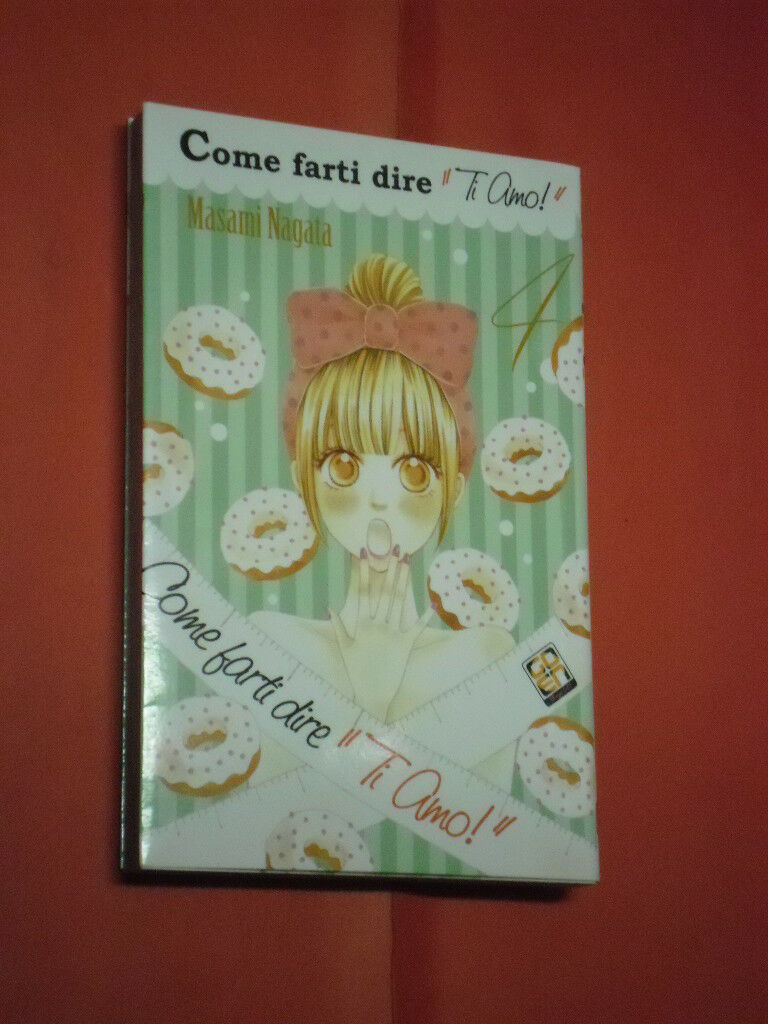 Come farti dire "Ti Amo!"
Masami Nagata
4
Come farti dire "Ti Amo!"